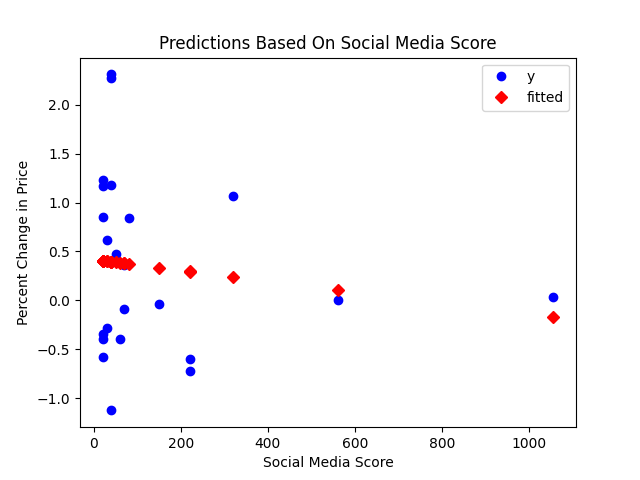 Predictions Based On Social Media Score
y
fitted
Percent Change in Price
2.0
1.5
1.0
0.5
0.0
−0.5
−1.0
0 200 400 600 800 1000
Social Media Score